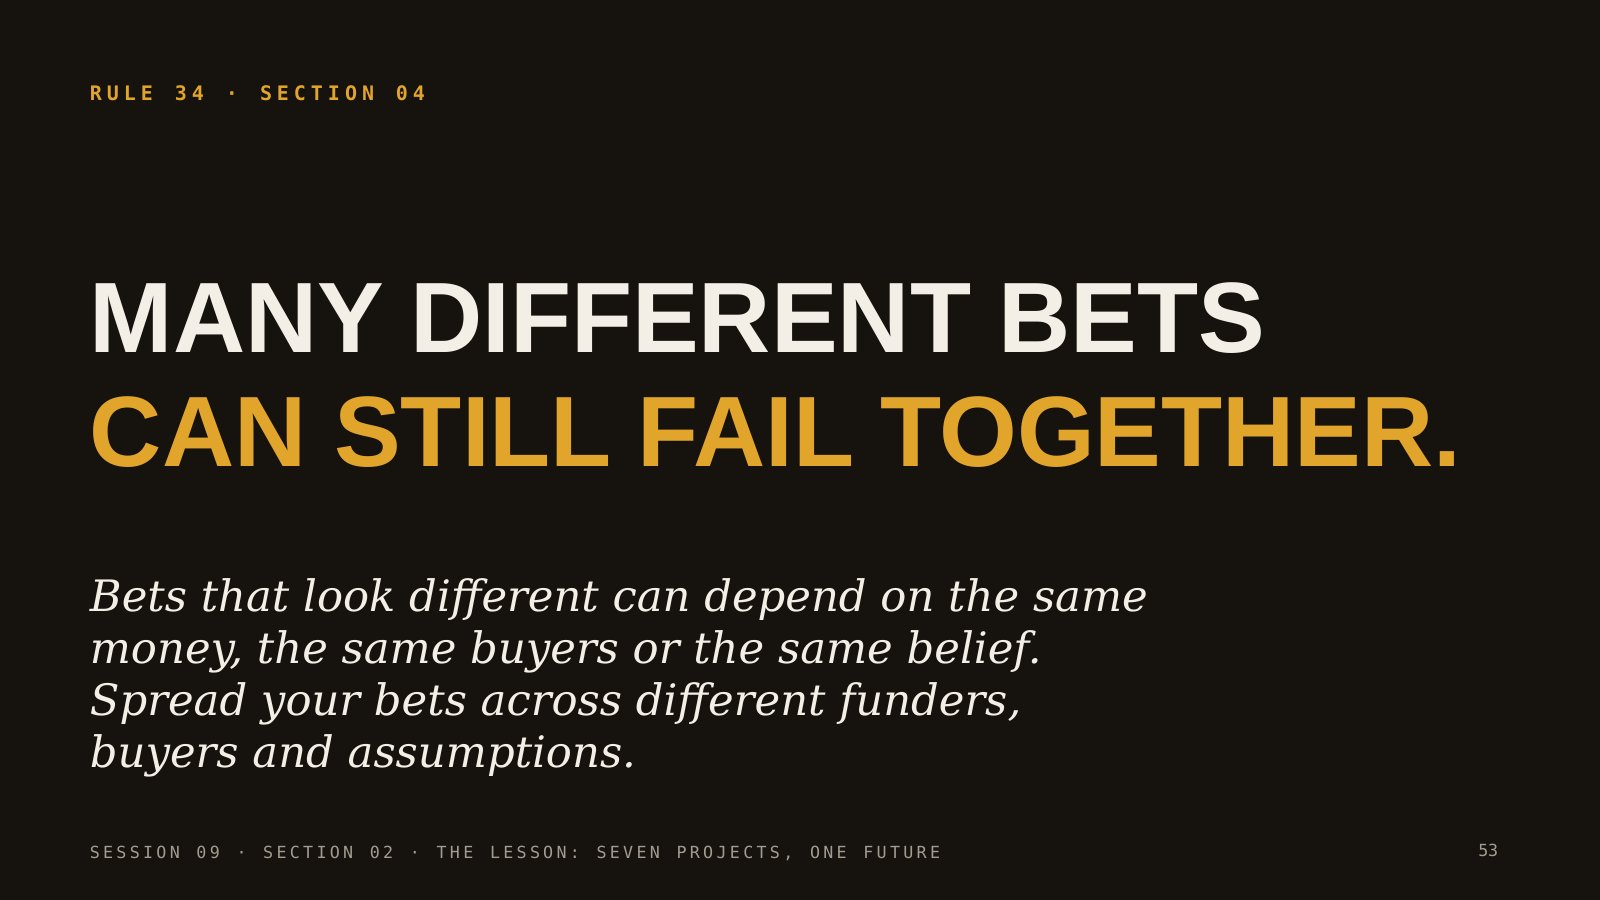 RULE 34 · SECTION 04
MANY DIFFERENT BETS
CAN STILL FAIL TOGETHER.
Bets that look different can depend on the same
money, the same buyers or the same belief.
Spread your bets across different funders,
buyers and assumptions.
SESSION 09 · SECTION 02 · THE LESSON: SEVEN PROJECTS, ONE FUTURE
53